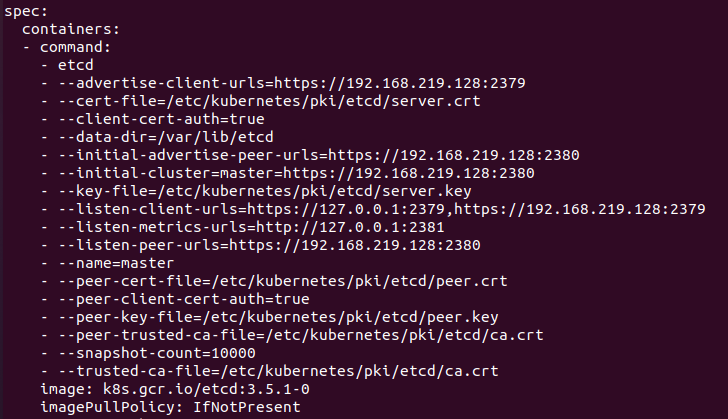 spec:
  containers:
  - command:
    - etcd
    - --advertise-client-urls=https://192.168.219.128:2379
    - --cert-file=/etc/kubernetes/pki/etcd/server.crt
    - --client-cert-auth=true
    - --data-dir=/var/lib/etcd
    - --initial-advertise-peer-urls=https://192.168.219.128:2380
    - --initial-cluster=master=https://192.168.219.128:2380
    - --key-file=/etc/kubernetes/pki/etcd/server.key
    - --listen-client-urls=https://127.0.0.1:2379,https://192.168.219.128:2379
    - --listen-metrics-urls=http://127.0.0.1:2381
    - --listen-peer-urls=https://192.168.219.128:2380
    - --name=master
    - --peer-cert-file=/etc/kubernetes/pki/etcd/peer.crt
    - --peer-client-cert-auth=true
    - --peer-key-file=/etc/kubernetes/pki/etcd/peer.key
    - --peer-trusted-ca-file=/etc/kubernetes/pki/etcd/ca.crt
    - --snapshot-count=10000
    - --trusted-ca-file=/etc/kubernetes/pki/etcd/ca.crt
    image: k8s.gcr.io/etcd:3.5.1-0
    imagePullPolicy: IfNotPresent